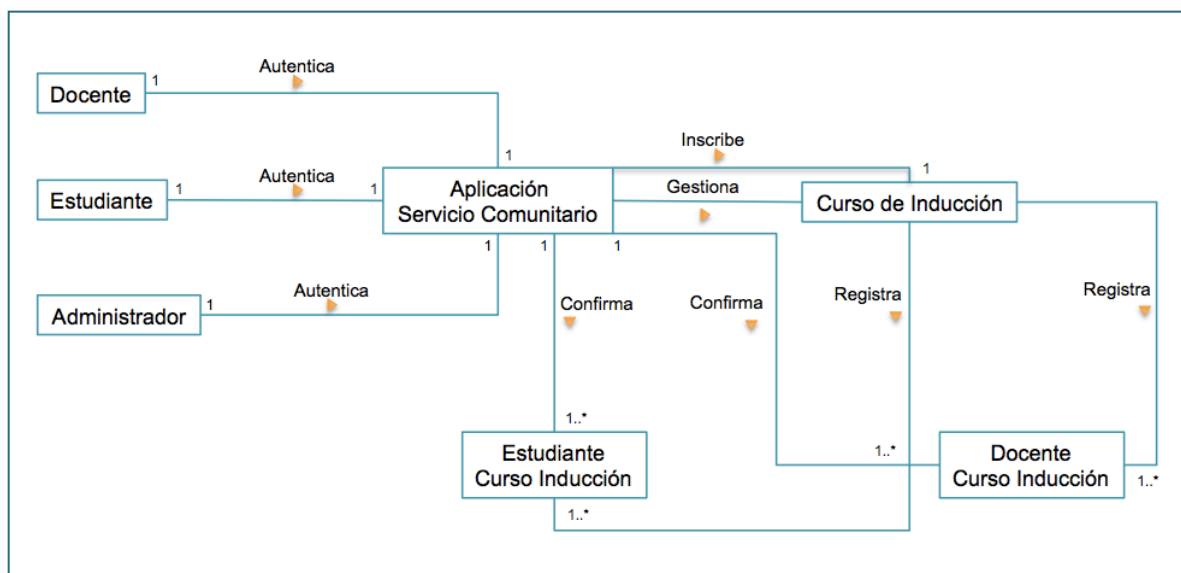 Autentica
1
Docente
Inscribe
1
1
Autentica
1
1
Estudiante
Aplicación
Servicio Comunitario
Gestiona
Curso de Inducción
1
1
1
Autentica
1
Administrador
Confirma
Confirma
Registra
Registra
1..*
Estudiante
Curso Inducción
1..*
Docente
Curso Inducción
1..*
1..*